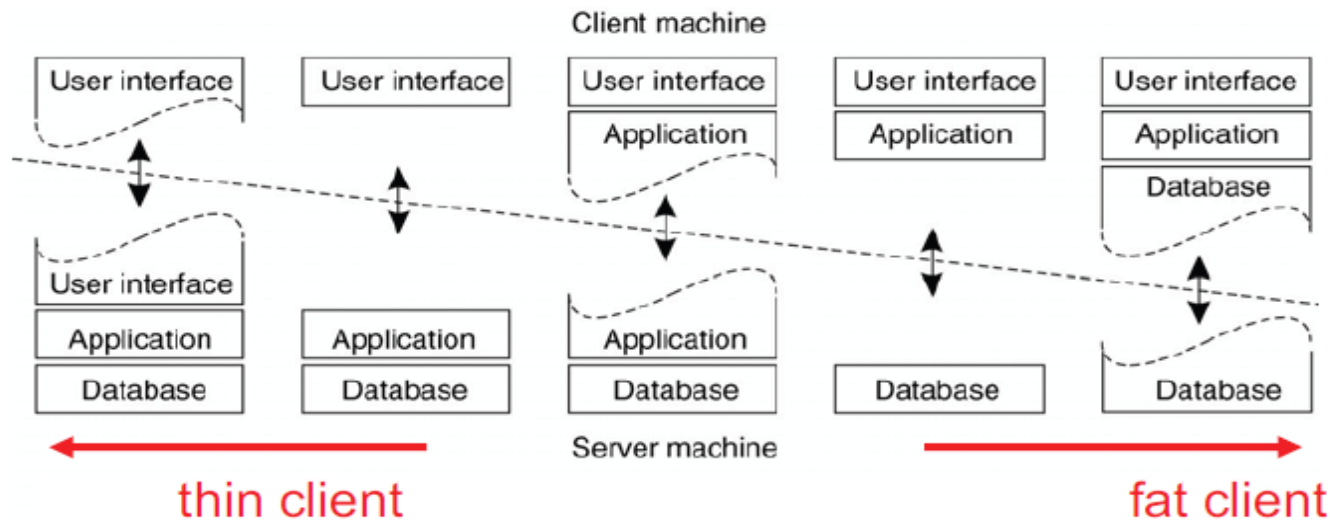 Client machine
User interface User interface User interface User interface User interface
Application Application Application
Database
User interface
Application Application Application
Database Database Database Database Database
Server machine
thin client fat client